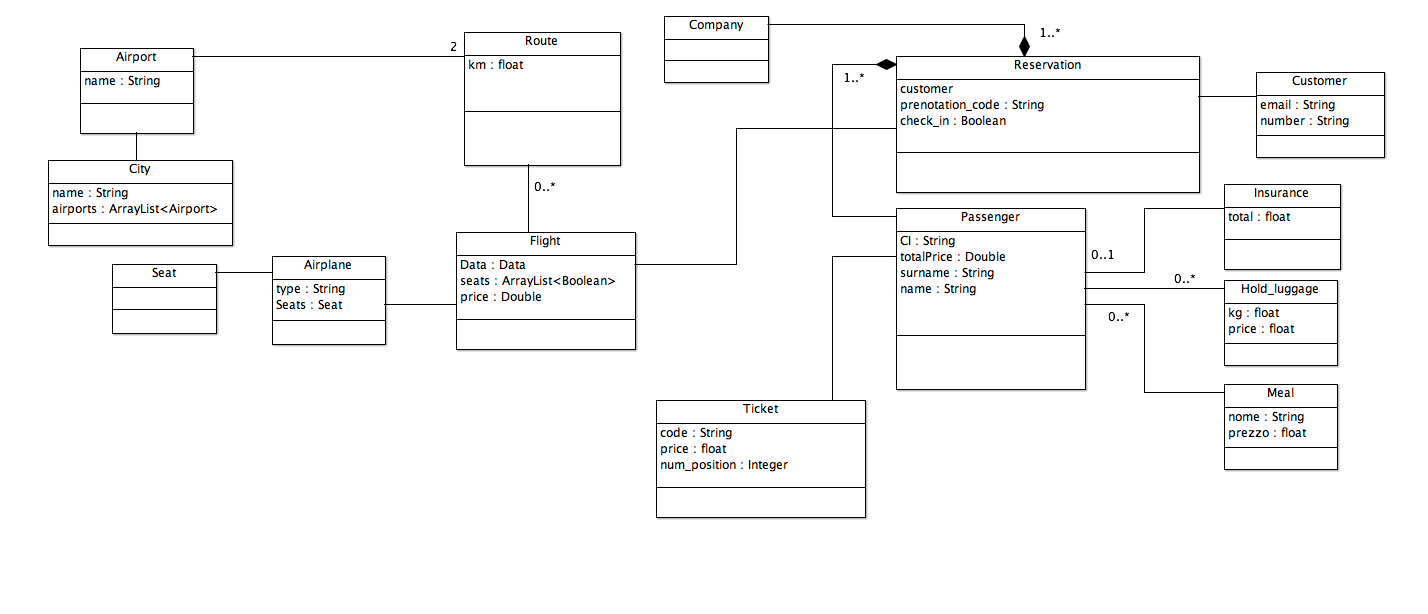 Company
1..*
Airport
name : String
2
Route
km : float
1..*
Reservation
customer
prenotation_code : String
check_in : Boolean
Customer
email : String
number : String
City
name : String
airports : ArrayList<Airport>
0..*
Insurance
total : float
Passenger
CI : String
totalPrice : Double
surname : String
name : String
0..1
0..*
0..*
Flight
Data : Data
seats : ArrayList<Boolean>
price : Double
Seat
Airplane
type : String
Seats : Seat
Hold_luggage
kg : float
price : float
Meal
nome : String
prezzo : float
Ticket
code : String
price : float
num_position : Integer